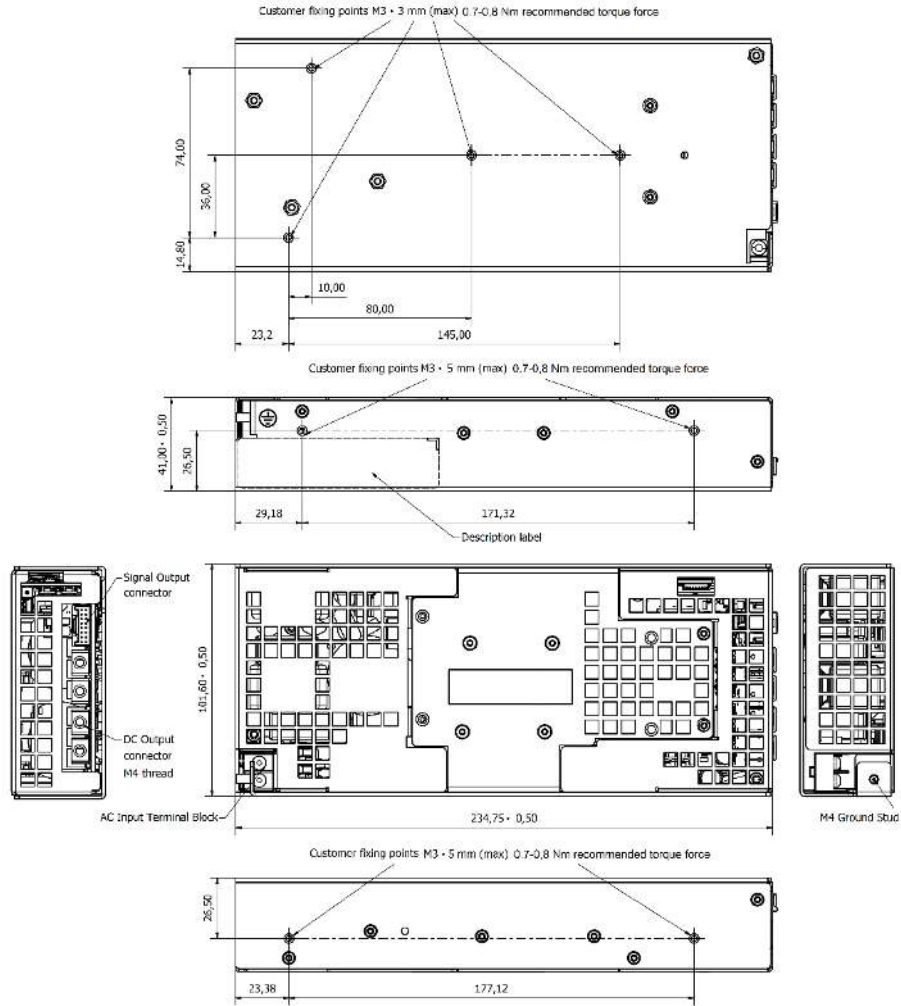 Customer fixing points M3 · 3 mm (max) 0.7-0,8 Nm recommended torque force
74,00
36,00
14,80
10,00
80,00
23,2
145,00
Customer fixing points M3 · 5 mm (max) 0.7-0,8 Nm recommended torque force
41,00 · 0,50
26,50
29,18
171,32
Description label
Signal Output
connector
101,60 · 0,50
DC Output
connector
M4 thread
AC Input Terminal Block
234,75 · 0,50
M4 Ground Stud
Customer fixing points M3 · 5 mm (max) 0.7-0,8 Nm recommended torque force
26,50
23,38
177,12